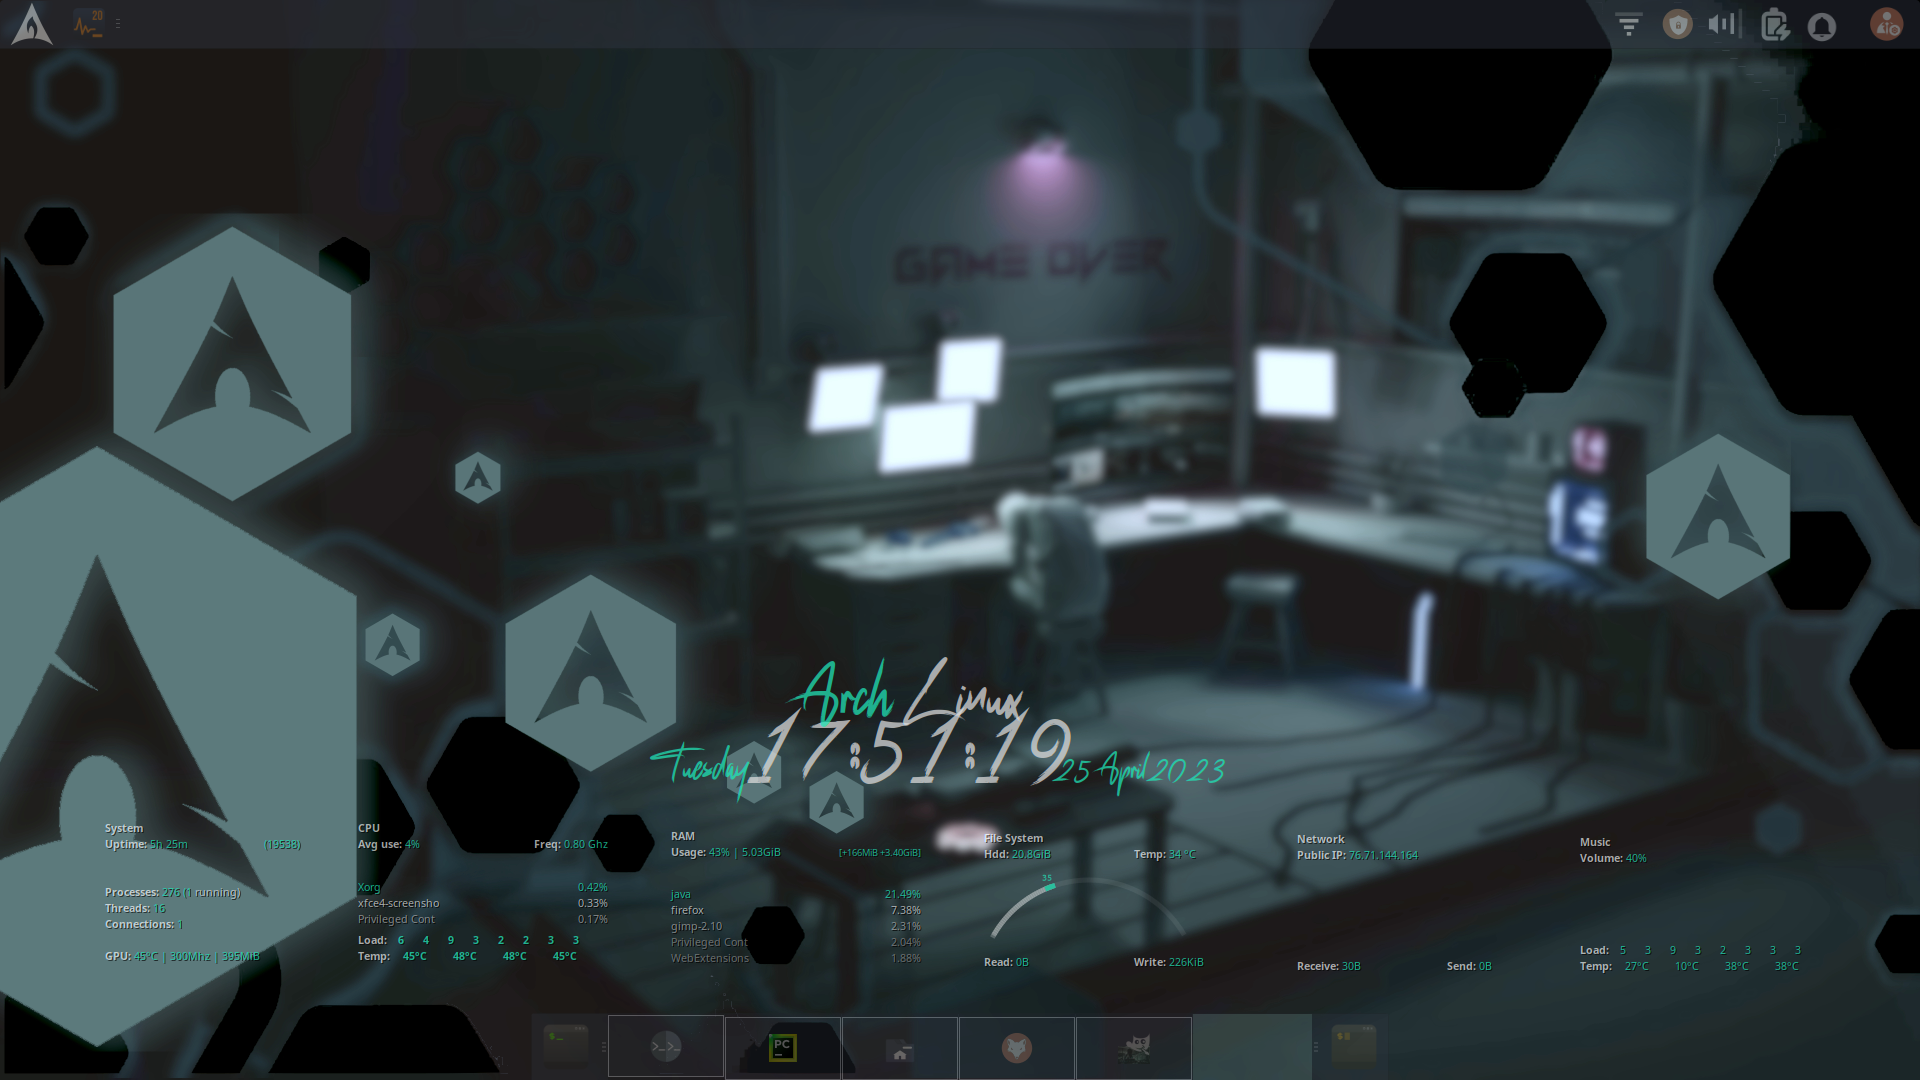 20
GAME OVER
Arch Linux
Tuesday 17:51:19 25 April 2023
System
Uptime: 5h 25m (19538)
Processes: 276 (1 running)
Threads: 16
Connections: 1
GPU: 45°C | 300Mhz | 395MiB
CPU
Avg use: 4% Freq: 0.80 Ghz
Xorg 0.42%
xfce4-screensho 0.33%
Privileged Cont 0.17%
Load: 6 4 9 3 2 2 3 3
Temp: 45°C 48°C 48°C 45°C
RAM
Usage: 43% | 5.03GiB [+166MiB +3.40GiB]
java 21.49%
firefox 7.38%
gimp-2.10 2.31%
Privileged Cont 2.04%
WebExtensions 1.88%
File System
Hdd: 20.8GiB Temp: 34 °C
35
Read: 0B Write: 226KiB
Network
Public IP: 76.71.144.164
Receive: 30B Send: 0B
Music
Volume: 40%
Load: 5 3 9 3 2 3 3 3
Temp: 27°C 10°C 38°C 38°C
$_
>_>_
PC